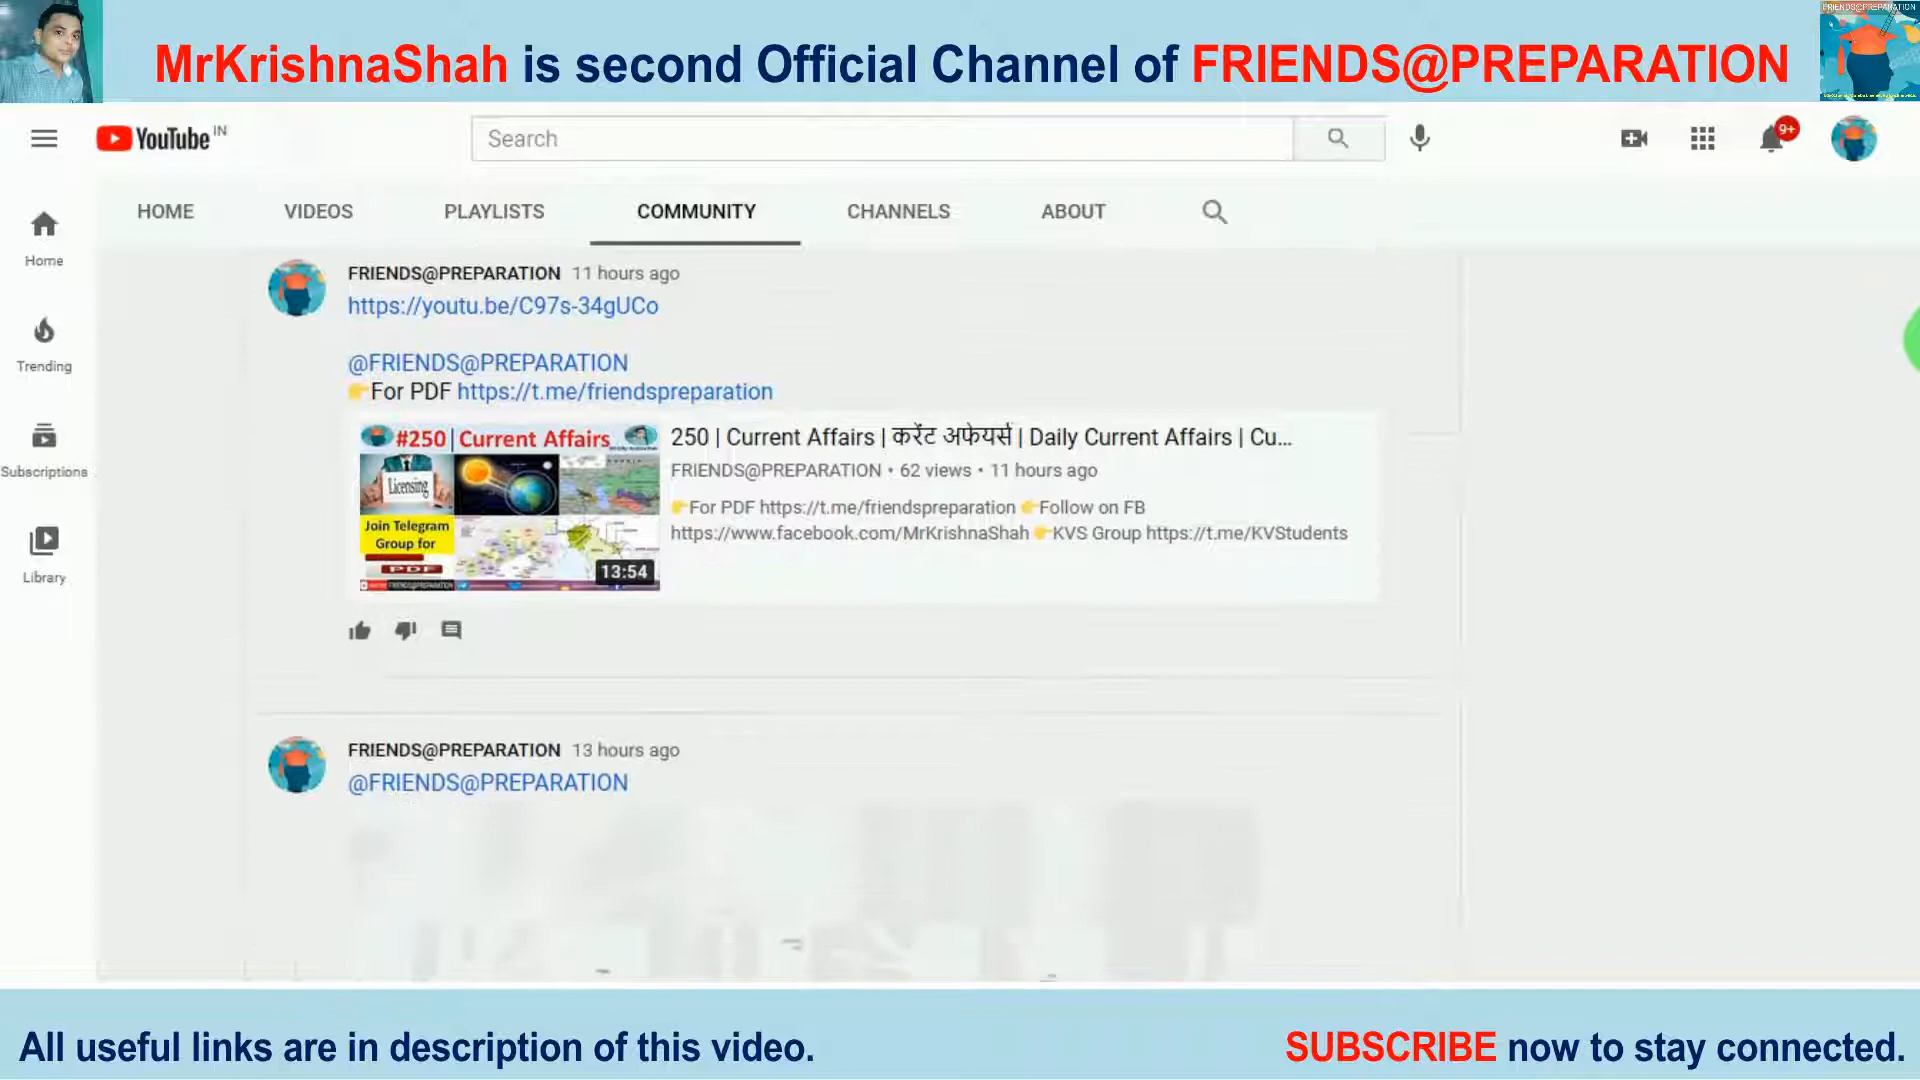 MrKrishnaShah is second Official Channel of FRIENDS@PREPARATION
FRIENDS@PREPARATION
YouTube IN
Search
9+
HOME VIDEOS PLAYLISTS COMMUNITY CHANNELS ABOUT
Home
Trending
Subscriptions
Library
FRIENDS@PREPARATION 11 hours ago
https://youtu.be/C97s-34gUCo
@FRIENDS@PREPARATION
👉For PDF https://t.me/friendspreparation
#250 | Current Affairs
Licensing
Join Telegram
Group for
PDF
13:54
250 | Current Affairs | करेंट अफेयर्स | Daily Current Affairs | Cu...
FRIENDS@PREPARATION • 62 views • 11 hours ago
👉For PDF https://t.me/friendspreparation 👉Follow on FB
https://www.facebook.com/MrKrishnaShah 👉KVS Group https://t.me/KVStudents
FRIENDS@PREPARATION 13 hours ago
@FRIENDS@PREPARATION
All useful links are in description of this video.
SUBSCRIBE now to stay connected.